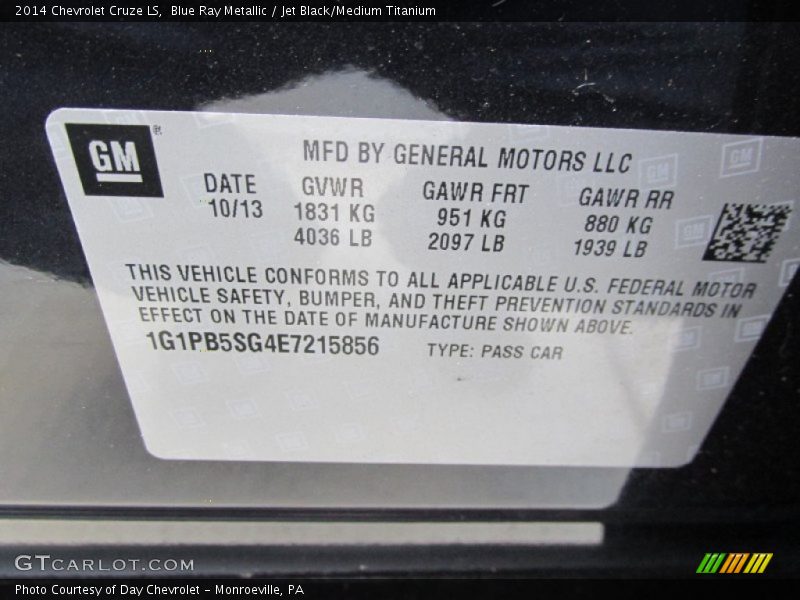 2014 Chevrolet Cruze LS,  Blue Ray Metallic / Jet Black/Medium Titanium
GM ®
MFD BY GENERAL MOTORS LLC
DATE GVWR GAWR FRT GAWR RR
10/13 1831 KG 951 KG 880 KG
4036 LB 2097 LB 1939 LB
THIS VEHICLE CONFORMS TO ALL APPLICABLE U.S. FEDERAL MOTOR
VEHICLE SAFETY, BUMPER, AND THEFT PREVENTION STANDARDS IN
EFFECT ON THE DATE OF MANUFACTURE SHOWN ABOVE.
1G1PB5SG4E7215856 TYPE: PASS CAR
GTCARLOT.COM
Photo Courtesy of Day Chevrolet - Monroeville, PA